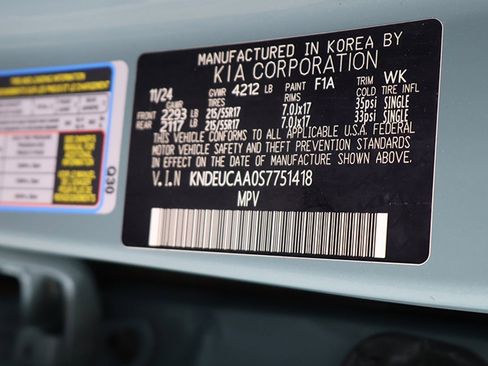 MANUFACTURED IN KOREA BY
KIA CORPORATION
11/24 GVWR 4212 LB PAINT F1A TRIM WK
GAWR TIRES RIMS COLD TIRE INFL
FRONT 2293 LB 215/55R17 7.0Jx17 35psi SINGLE
REAR 2117 LB 215/55R17 7.0Jx17 33psi SINGLE
THIS VEHICLE CONFORMS TO ALL APPLICABLE U.S.A. FEDERAL
MOTOR VEHICLE SAFETY AND THEFT PREVENTION STANDARDS
IN EFFECT ON THE DATE OF MANUFACTURE SHOWN ABOVE.
V.I.N KNDEUCAA0S7751418
MPV
Q30